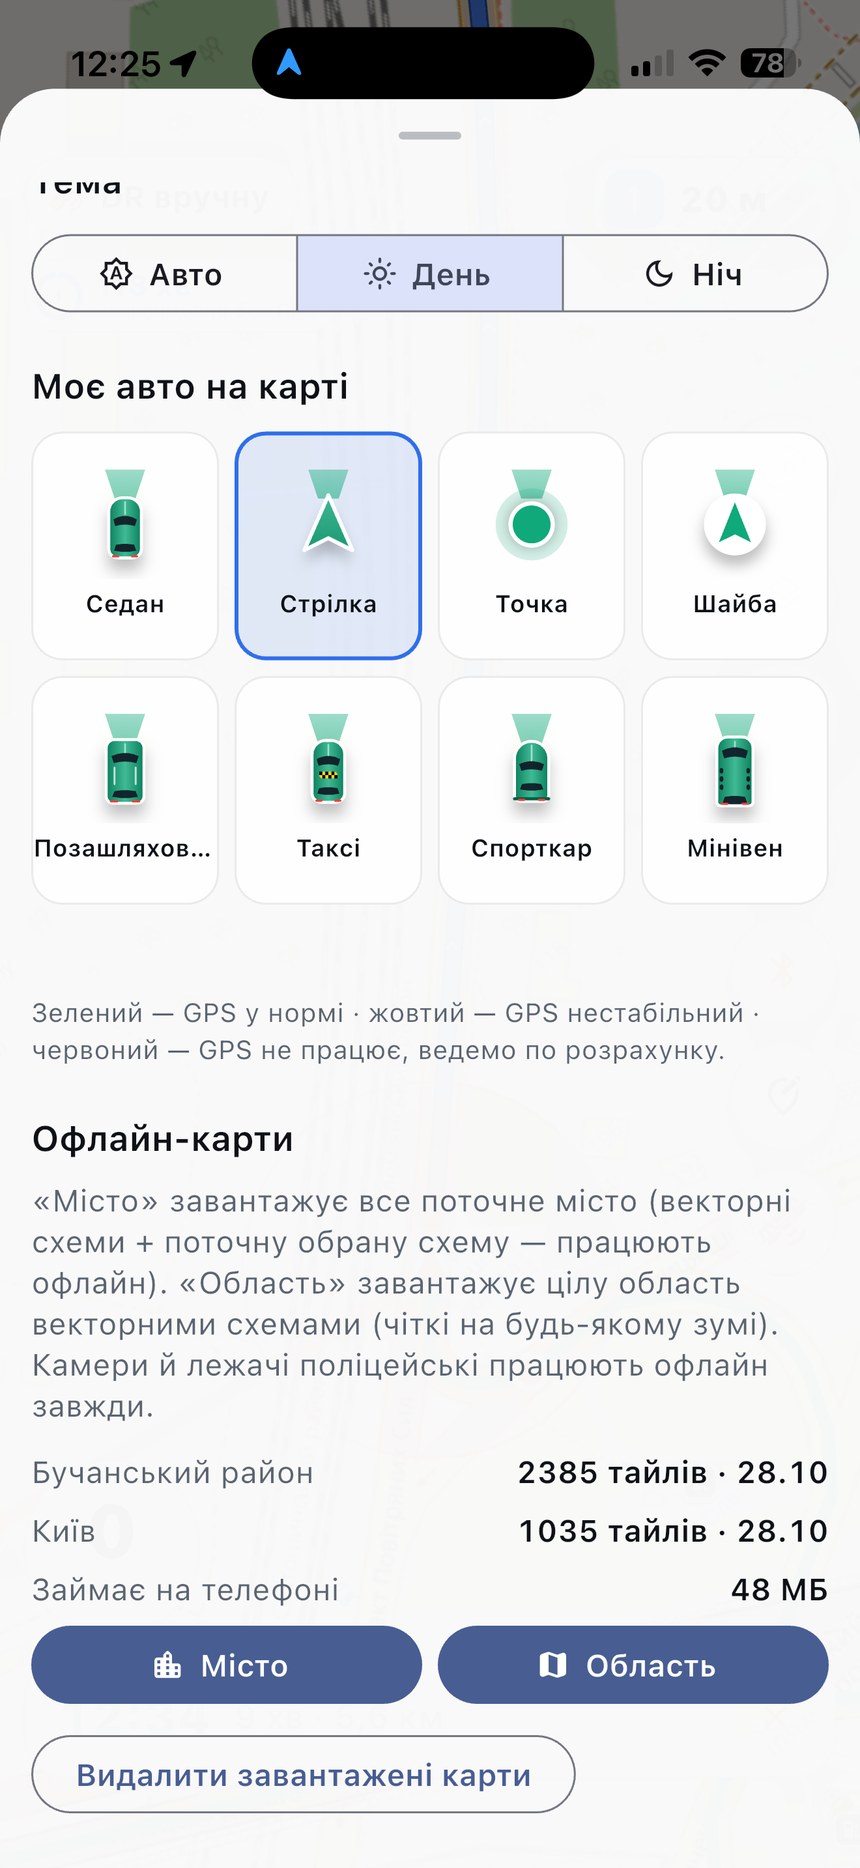 12:25
78
Тема
Авто
День
Ніч
Моє авто на карті
Седан
Стрілка
Точка
Шайба
Позашляхов...
Таксі
Спорткар
Мінівен
Зелений — GPS у нормі · жовтий — GPS нестабільний ·
червоний — GPS не працює, ведемо по розрахунку.
Офлайн-карти
«Місто» завантажує все поточне місто (векторні
схеми + поточну обрану схему — працюють
офлайн). «Область» завантажує цілу область
векторними схемами (чіткі на будь-якому зумі).
Камери й лежачі поліцейські працюють офлайн
завжди.
Бучанський район 2385 тайлів · 28.10
Київ 1035 тайлів · 28.10
Займає на телефоні 48 МБ
Місто
Область
Видалити завантажені карти